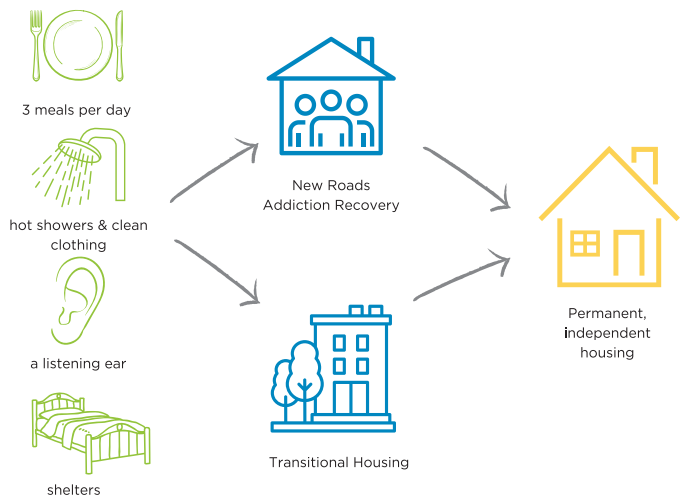 3 meals per day
hot showers & clean
clothing
a listening ear
shelters
New Roads
Addiction Recovery
Transitional Housing
Permanent,
independent
housing